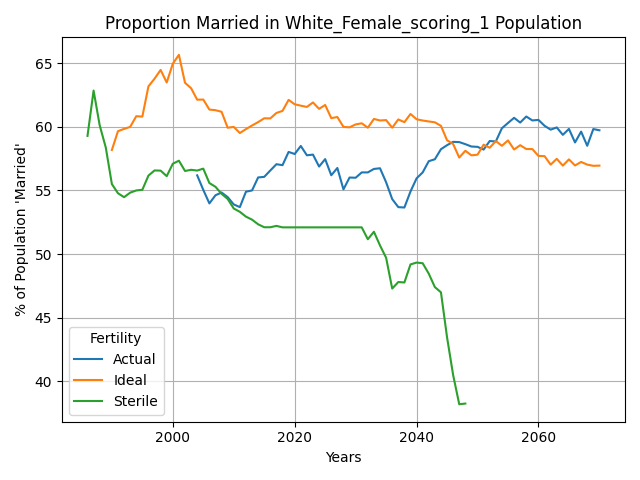 Proportion Married in White_Female_scoring_1 Population
% of Population 'Married'
65
60
55
50
45
40
Fertility
Actual
Ideal
Sterile
2000
2020
2040
2060
Years